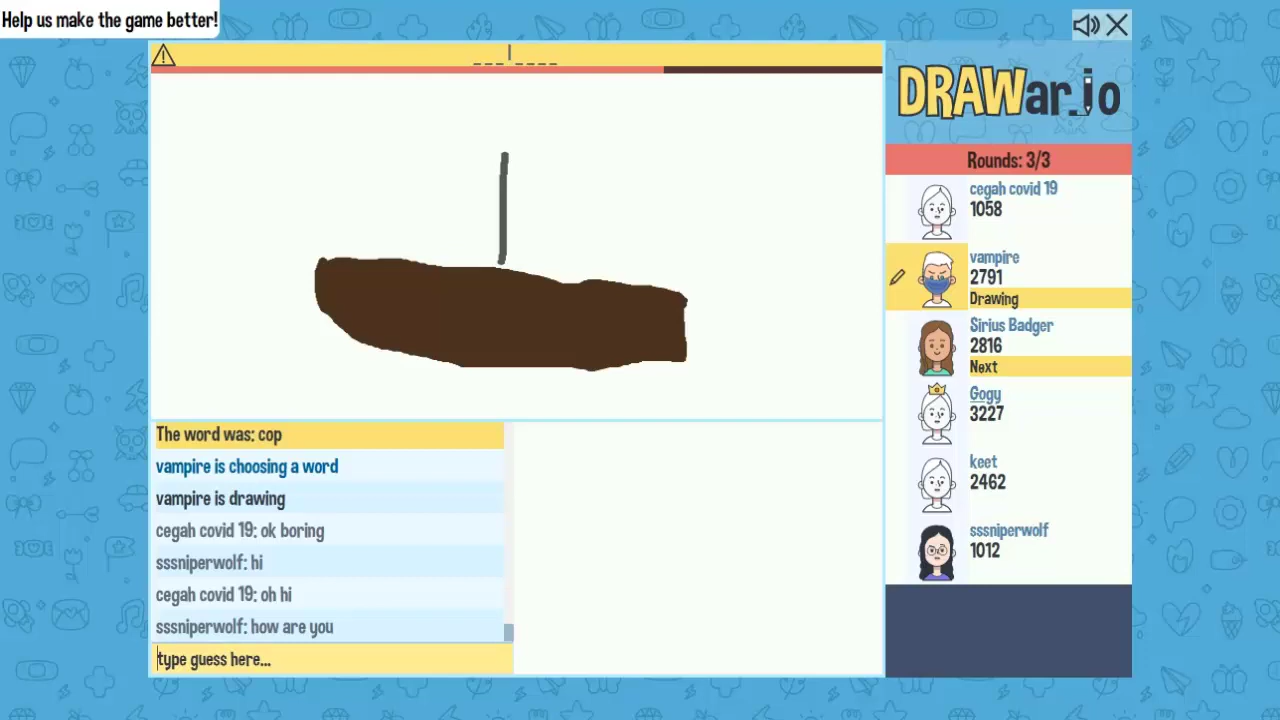 Help us make the game better!
___ l ____
DRAWar.io
Rounds: 3/3
cegah covid 19
1058
vampire
2791
Drawing
Sirius Badger
2816
Next
Gogy
3227
keet
2462
sssniperwolf
1012
The word was: cop
vampire is choosing a word
vampire is drawing
cegah covid 19: ok boring
sssniperwolf: hi
cegah covid 19: oh hi
sssniperwolf: how are you
type guess here...